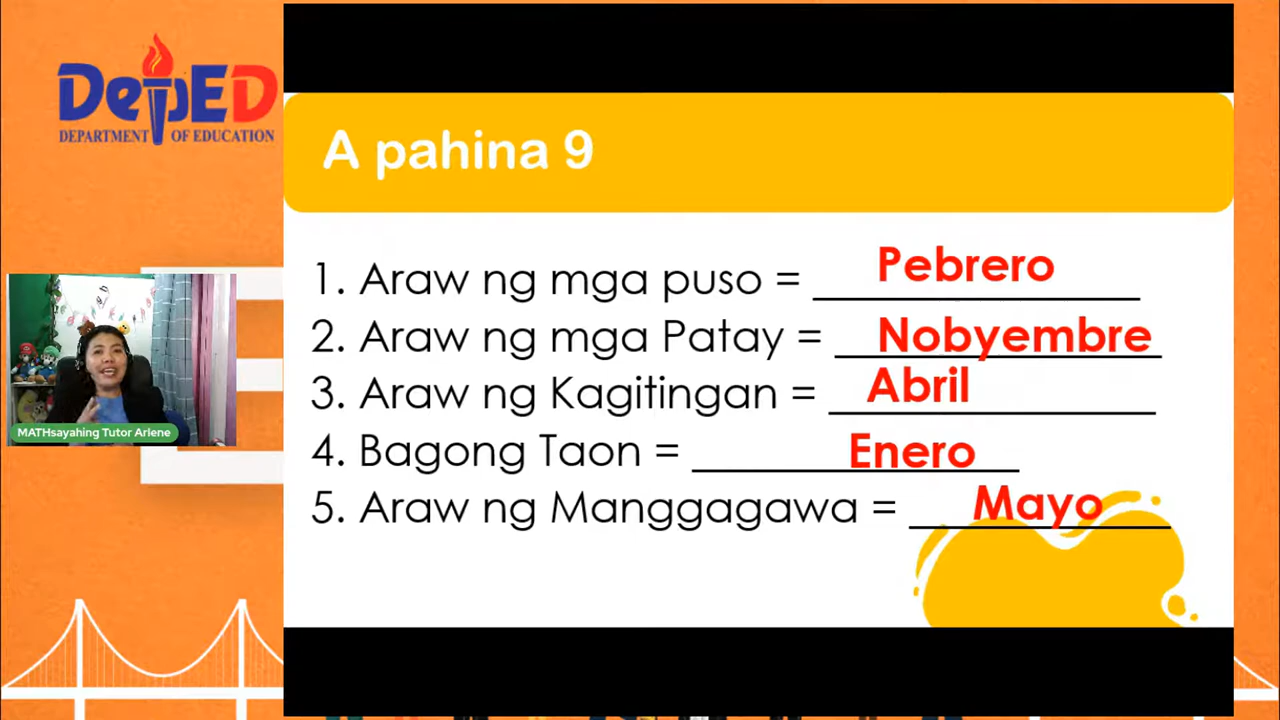 DepED
DEPARTMENT OF EDUCATION
A pahina 9
1. Araw ng mga puso = Pebrero
2. Araw ng mga Patay = Nobyembre
3. Araw ng Kagitingan = Abril
4. Bagong Taon = Enero
5. Araw ng Manggagawa = Mayo
MATHsayahing Tutor Arlene